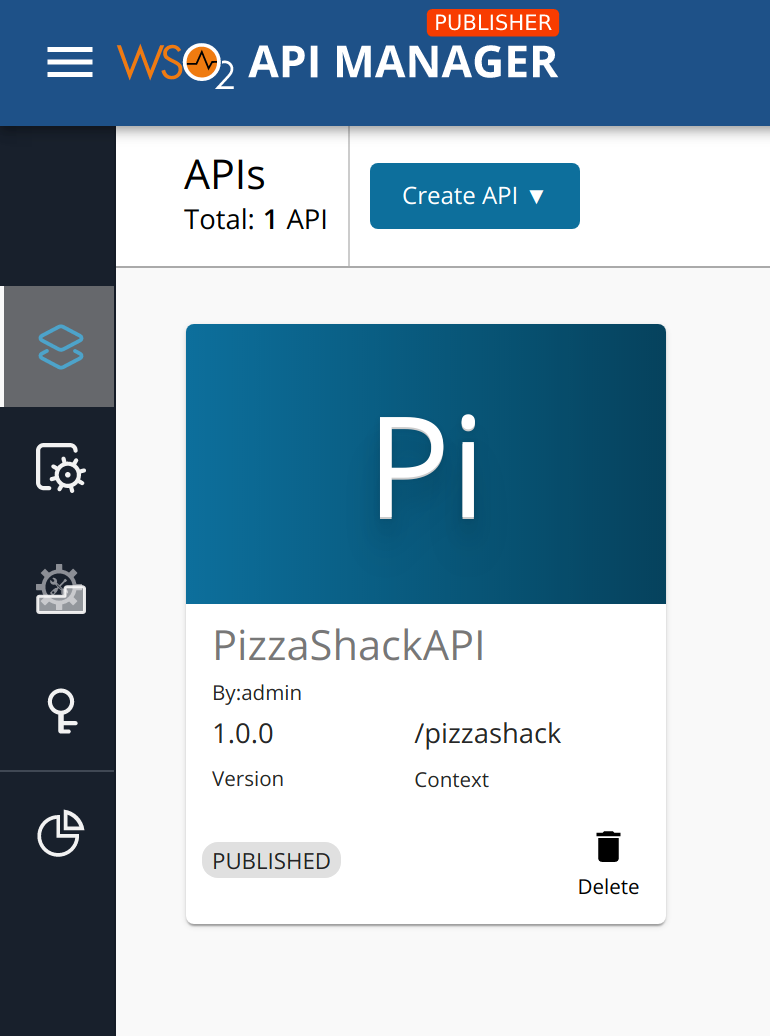 PUBLISHER
WSO2 API MANAGER
APIs
Total: 1 API
Create API ▼
Pi
PizzaShackAPI
By:admin
1.0.0 /pizzashack
Version Context
PUBLISHED
Delete